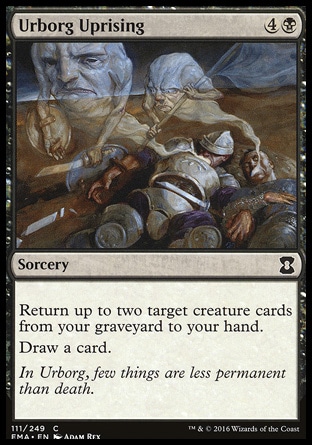 Urborg Uprising 4
Sorcery
Return up to two target creature cards
from your graveyard to your hand.
Draw a card.
In Urborg, few things are less permanent
than death.
111/249 C
EMA • EN Adam Rex ™ & © 2016 Wizards of the Coast